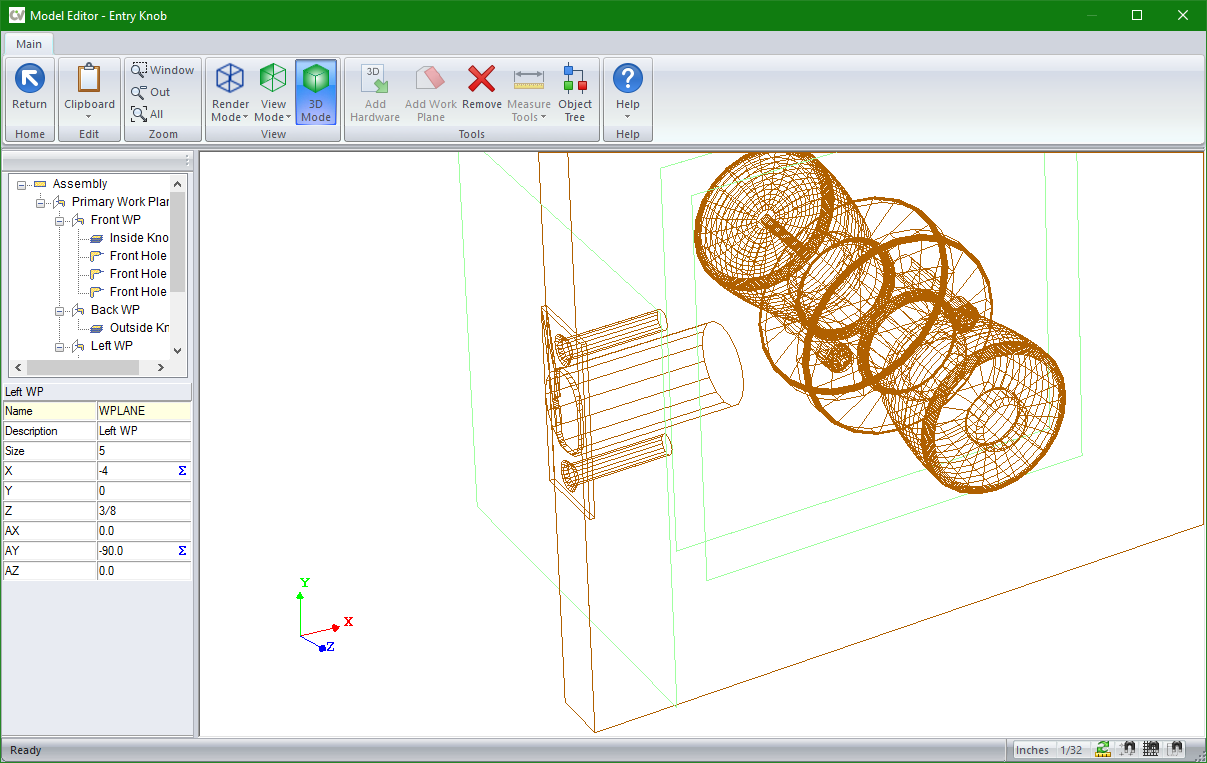 CV Model Editor - Entry Knob
Main
Return
Home
Clipboard
Edit
Window
Out
All
Zoom
Render Mode
View Mode
3D Mode
View
3D
Add Hardware
Add Work Plane
Remove
Measure Tools
Object Tree
Tools
Help
Help
Assembly
Primary Work Plan
Front WP
Inside Kno
Front Hole
Front Hole
Front Hole
Back WP
Outside Kn
Left WP
Left WP
Name WPLANE
Description Left WP
Size 5
X -4 Σ
Y 0
Z 3/8
AX 0.0
AY -90.0 Σ
AZ 0.0
Y
X
Z
Ready
Inches 1/32